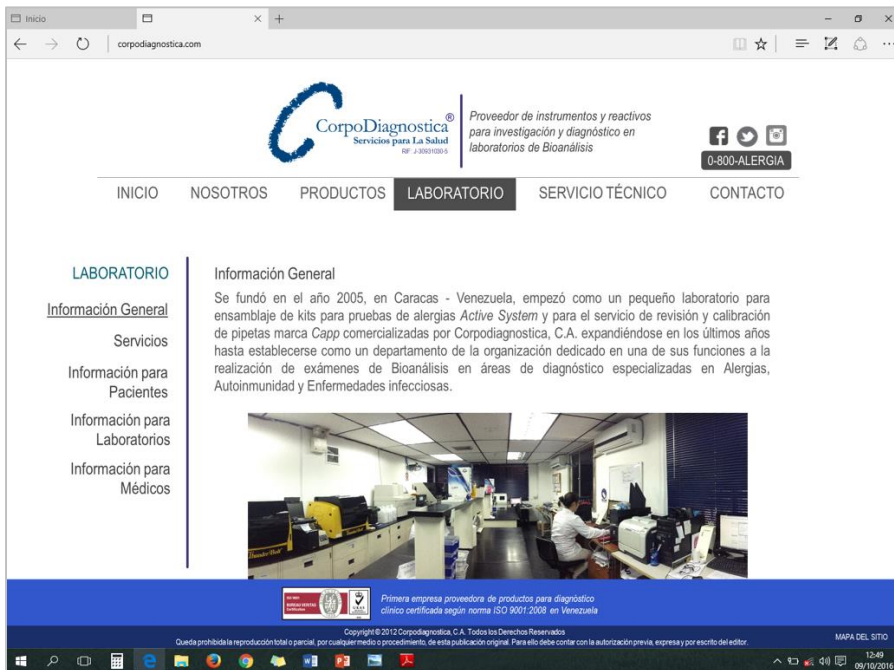 Inicio
corpodiagnostica.com
CorpoDiagnostica®
Servicios para La Salud
RIF: J-30931030-5
Proveedor de instrumentos y reactivos
para investigación y diagnóstico en
laboratorios de Bioanálisis
0-800-ALERGIA
INICIO NOSOTROS PRODUCTOS LABORATORIO SERVICIO TÉCNICO CONTACTO
LABORATORIO
Información General
Servicios
Información para
Pacientes
Información para
Laboratorios
Información para
Médicos
Información General
Se fundó en el año 2005, en Caracas - Venezuela, empezó como un pequeño laboratorio para
ensamblaje de kits para pruebas de alergias Active System y para el servicio de revisión y calibración
de pipetas marca Capp comercializadas por Corpodiagnostica, C.A. expandiéndose en los últimos años
hasta establecerse como un departamento de la organización dedicado en una de sus funciones a la
realización de exámenes de Bioanálisis en áreas de diagnóstico especializadas en Alergias,
Autoinmunidad y Enfermedades infecciosas.
BUREAU VERITAS
Certification
Primera empresa proveedora de productos para diagnóstico
clínico certificada según norma ISO 9001:2008 en Venezuela
Copyright © 2012 Corpodiagnostica, C.A. Todos los Derechos Reservados
Queda prohibida la reproducción total o parcial, por cualquier medio o procedimiento, de esta publicación original. Para ello debe contar con la autorización previa, expresa y por escrito del editor.
MAPA DEL SITIO
12:49
09/10/2016